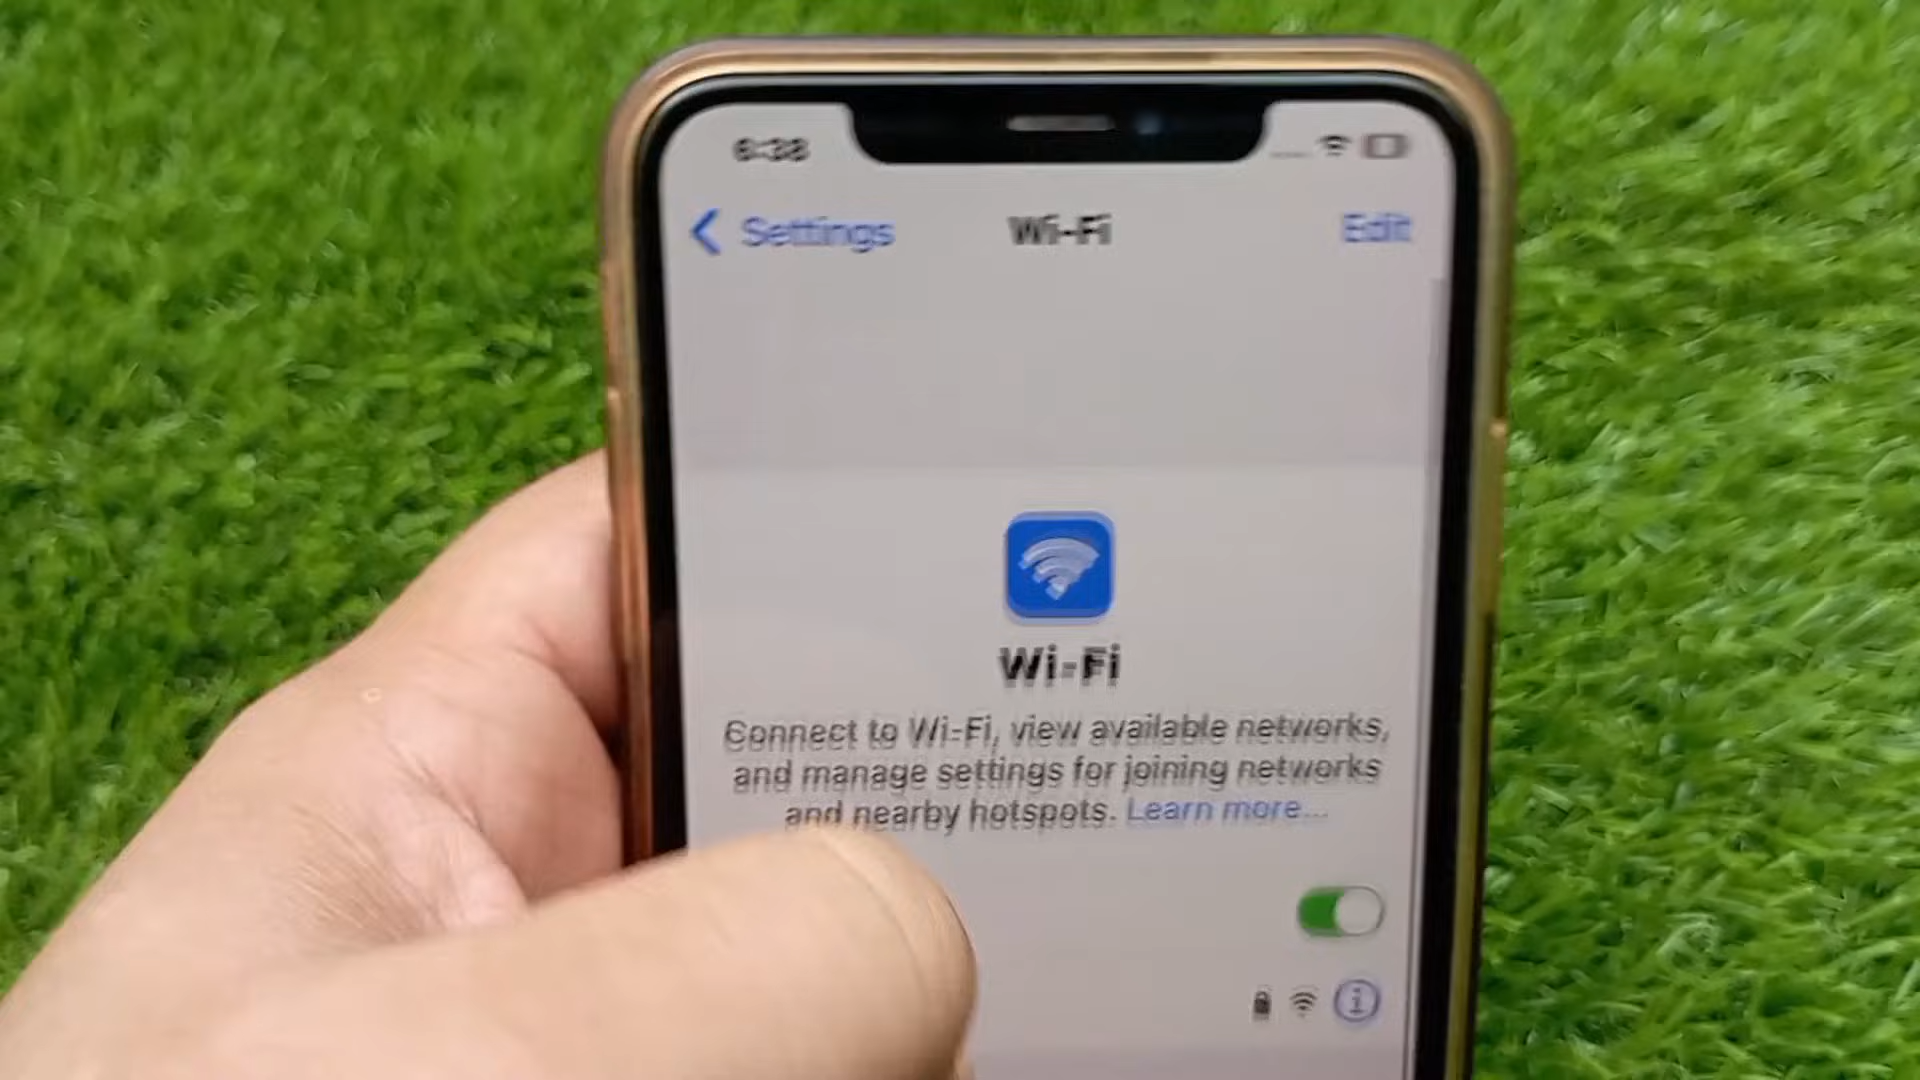 6:38
Settings
Wi-Fi
Edit
Wi-Fi
Connect to Wi-Fi, view available networks,
and manage settings for joining networks
and nearby hotspots. Learn more...